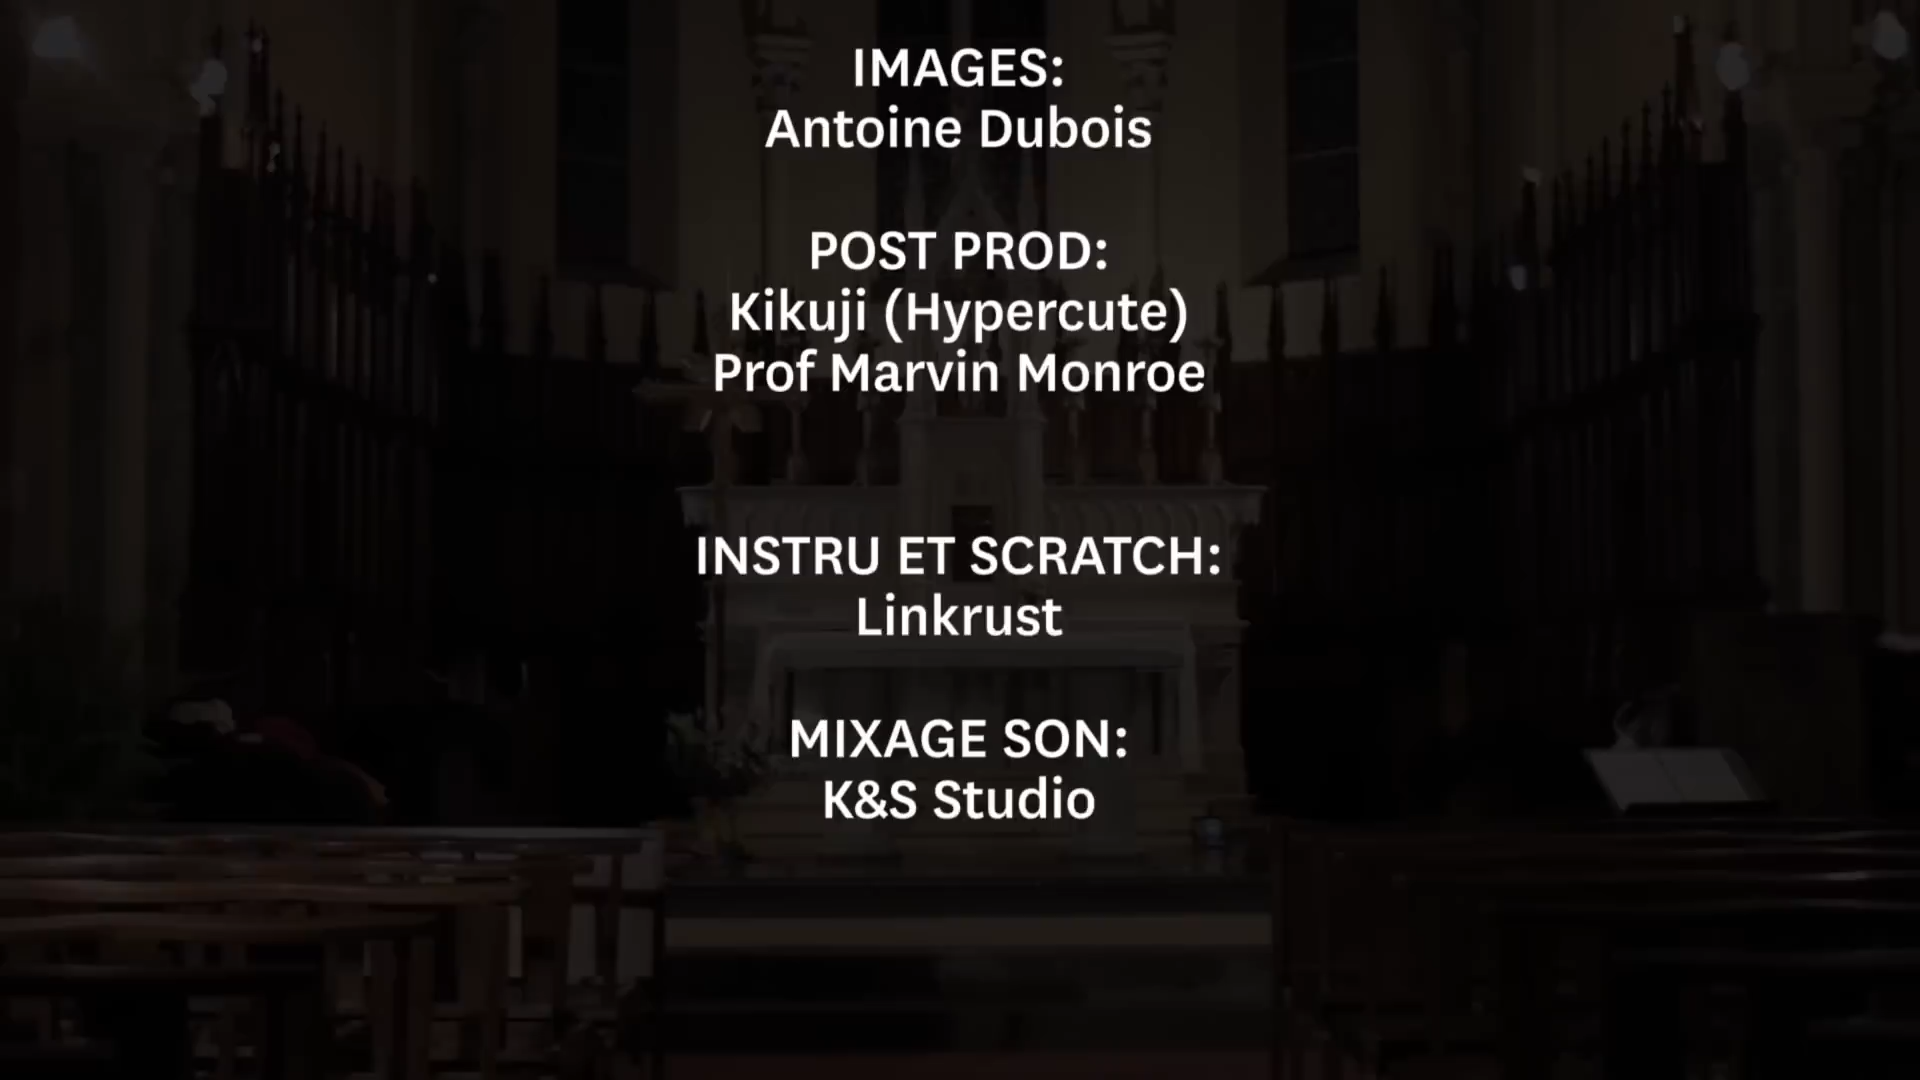 IMAGES:
Antoine Dubois
POST PROD:
Kikuji (Hypercute)
Prof Marvin Monroe
INSTRU ET SCRATCH:
Linkrust
MIXAGE SON:
K&S Studio